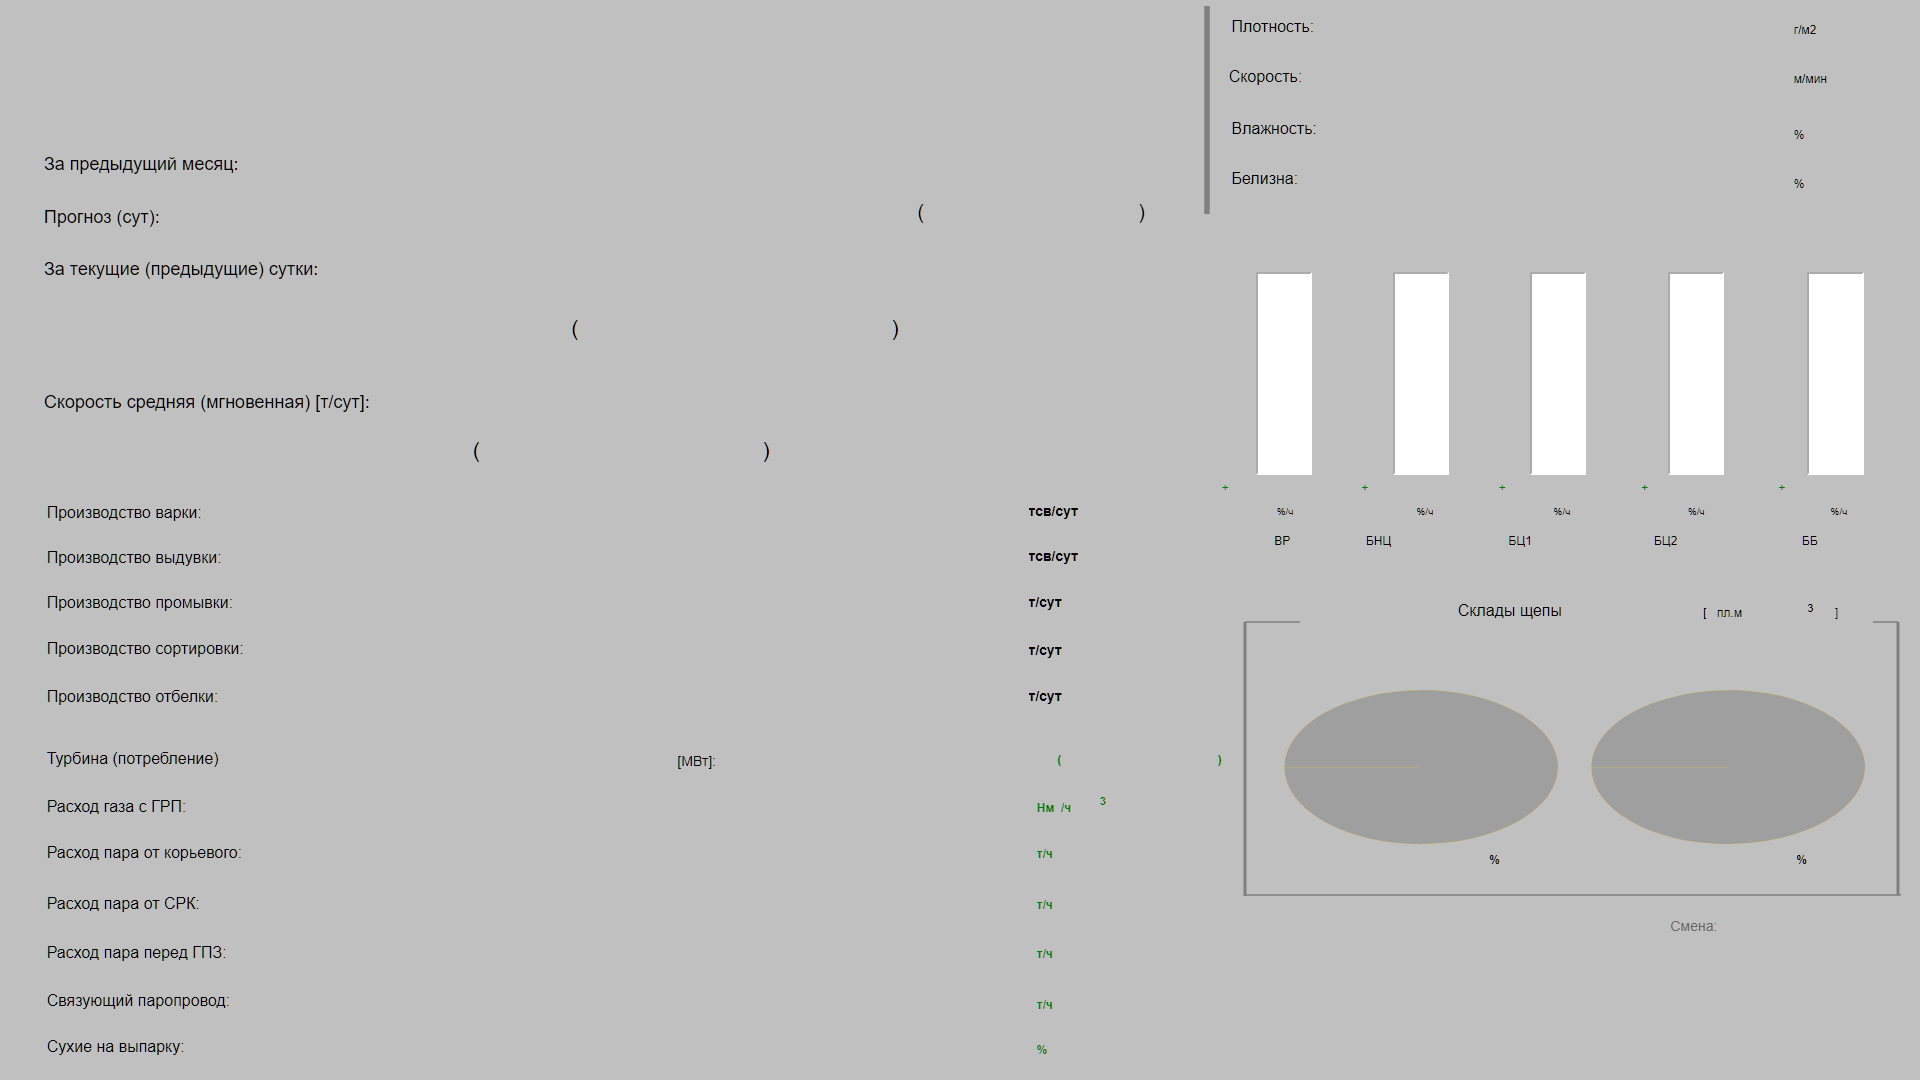 Плотность: г/м2
Скорость: м/мин
Влажность: %
Белизна: %
За предыдущий месяц:
Прогноз (сут): ( )
За текущие (предыдущие) сутки:
( )
Скорость средняя (мгновенная) [т/сут]:
( )
Производство варки: тсв/сут
Производство выдувки: тсв/сут
Производство промывки: т/сут
Производство сортировки: т/сут
Производство отбелки: т/сут
Турбина (потребление) [МВт]: ( )
Расход газа с ГРП: Нм /ч 3
Расход пара от корьевого: т/ч
Расход пара от СРК: т/ч
Расход пара перед ГПЗ: т/ч
Связующий паропровод: т/ч
Сухие на выпарку: %
+ + + + +
%/ч %/ч %/ч %/ч %/ч
ВР БНЦ БЦ1 БЦ2 ББ
Склады щепы [ пл.м 3 ]
% %
Смена: